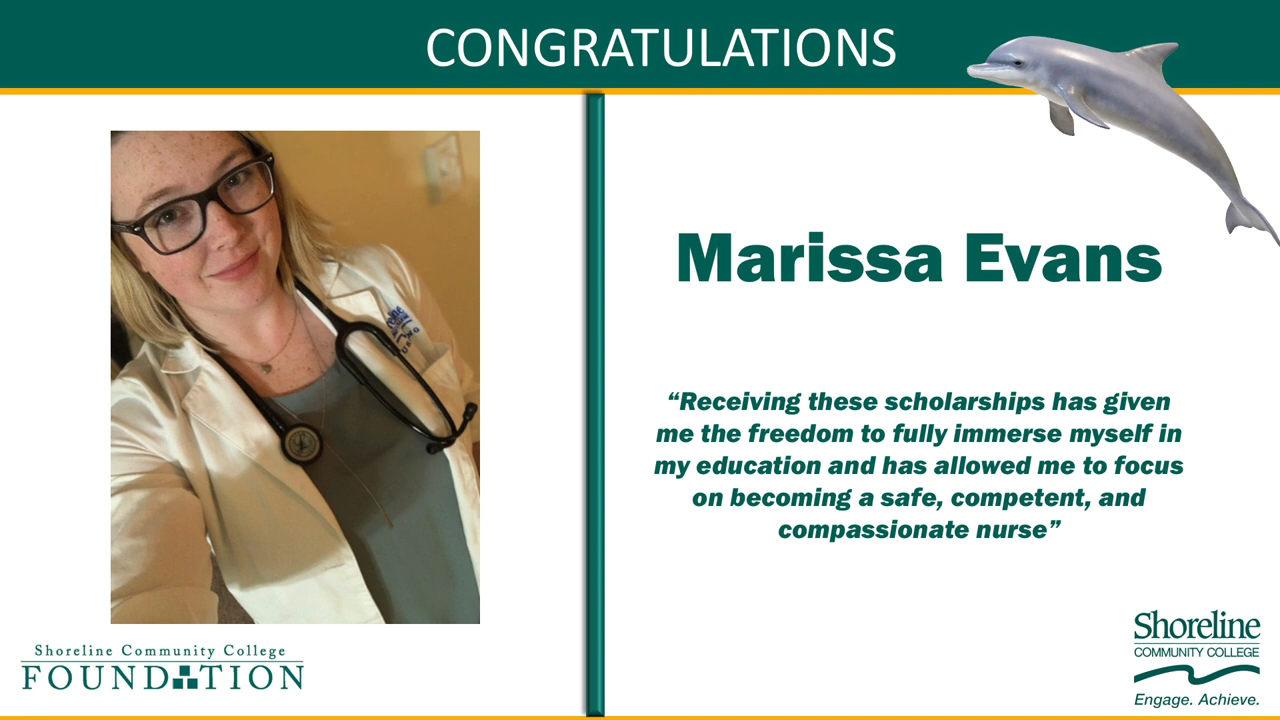 CONGRATULATIONS
Marissa Evans
“Receiving these scholarships has given
me the freedom to fully immerse myself in
my education and has allowed me to focus
on becoming a safe, competent, and
compassionate nurse”
Shoreline Community College
FOUNDATION
Shoreline
COMMUNITY COLLEGE
Engage. Achieve.